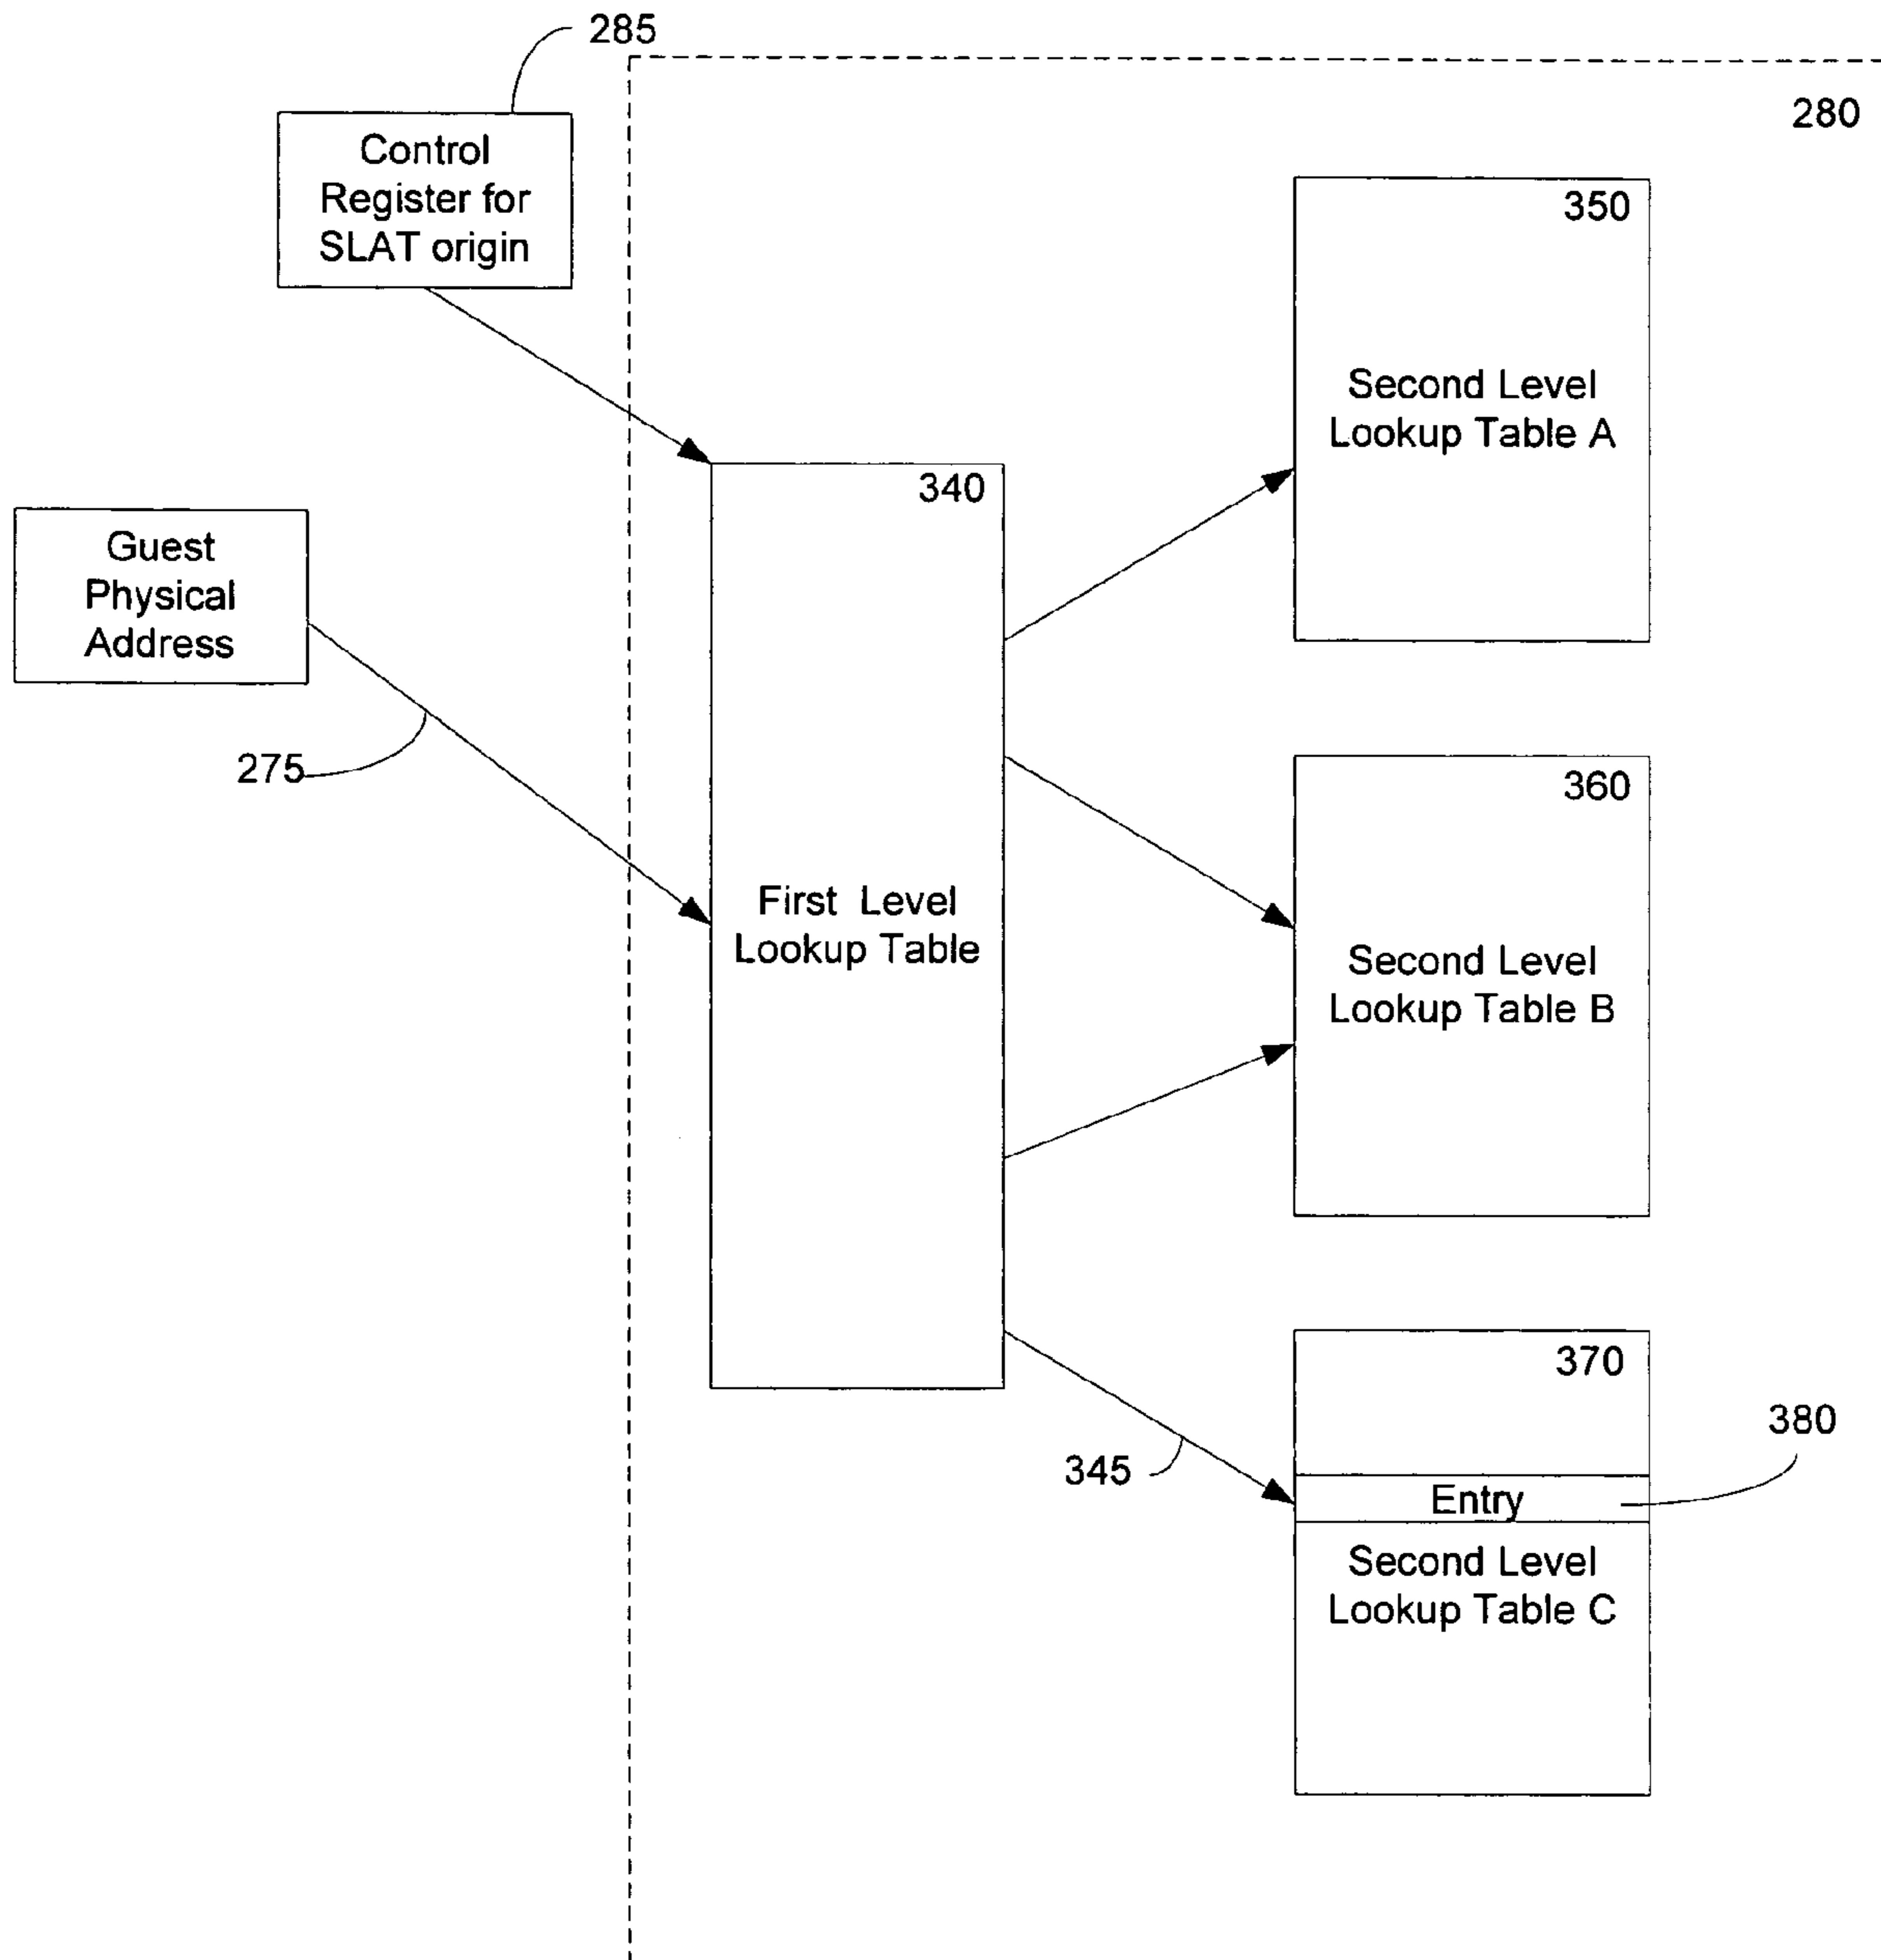 285
280
Control
Register for
SLAT origin
350
Second Level
Lookup Table A
340
Guest
Physical
Address
275
First Level
Lookup Table
360
Second Level
Lookup Table B
370
380
345
Entry
Second Level
Lookup Table C